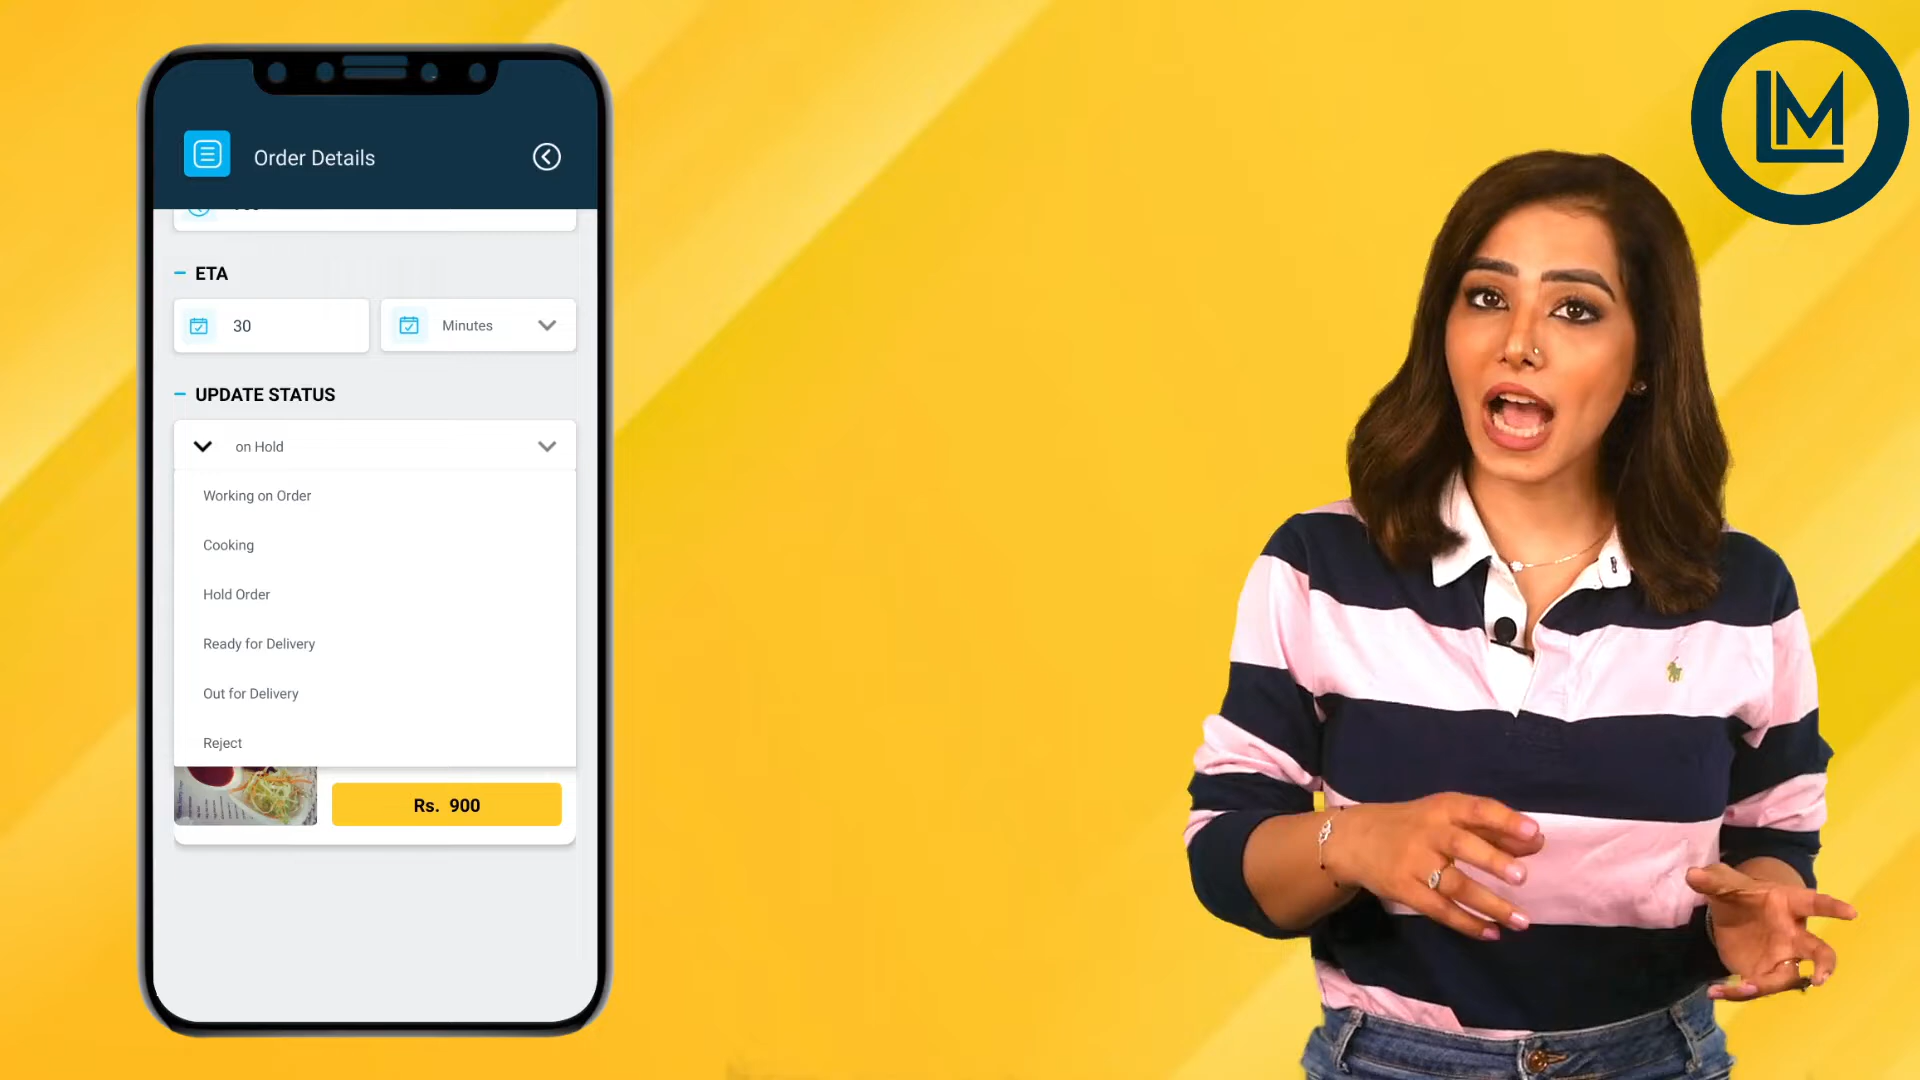 LM
Order Details
ETA
30
Minutes
UPDATE STATUS
on Hold
Working on Order
Cooking
Hold Order
Ready for Delivery
Out for Delivery
Reject
Rs. 900